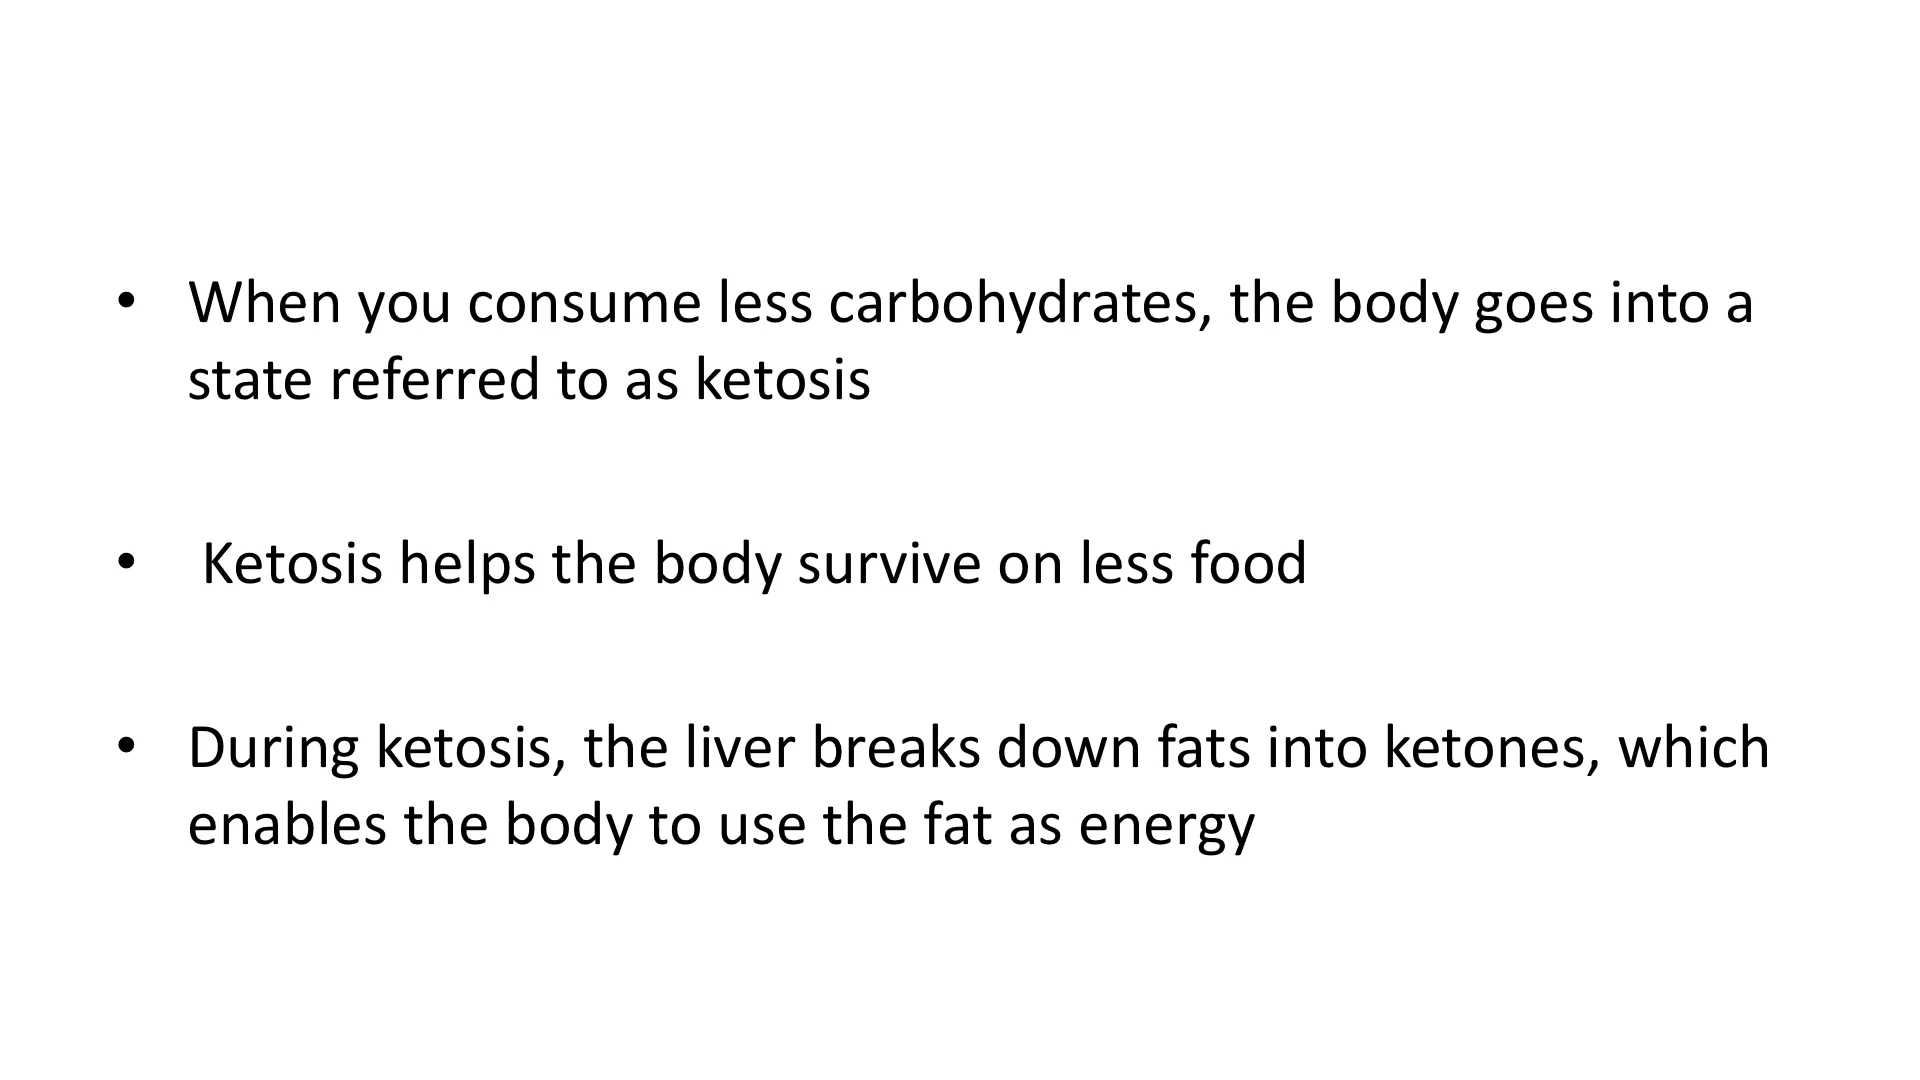 • When you consume less carbohydrates, the body goes into a
state referred to as ketosis
• Ketosis helps the body survive on less food
• During ketosis, the liver breaks down fats into ketones, which
enables the body to use the fat as energy